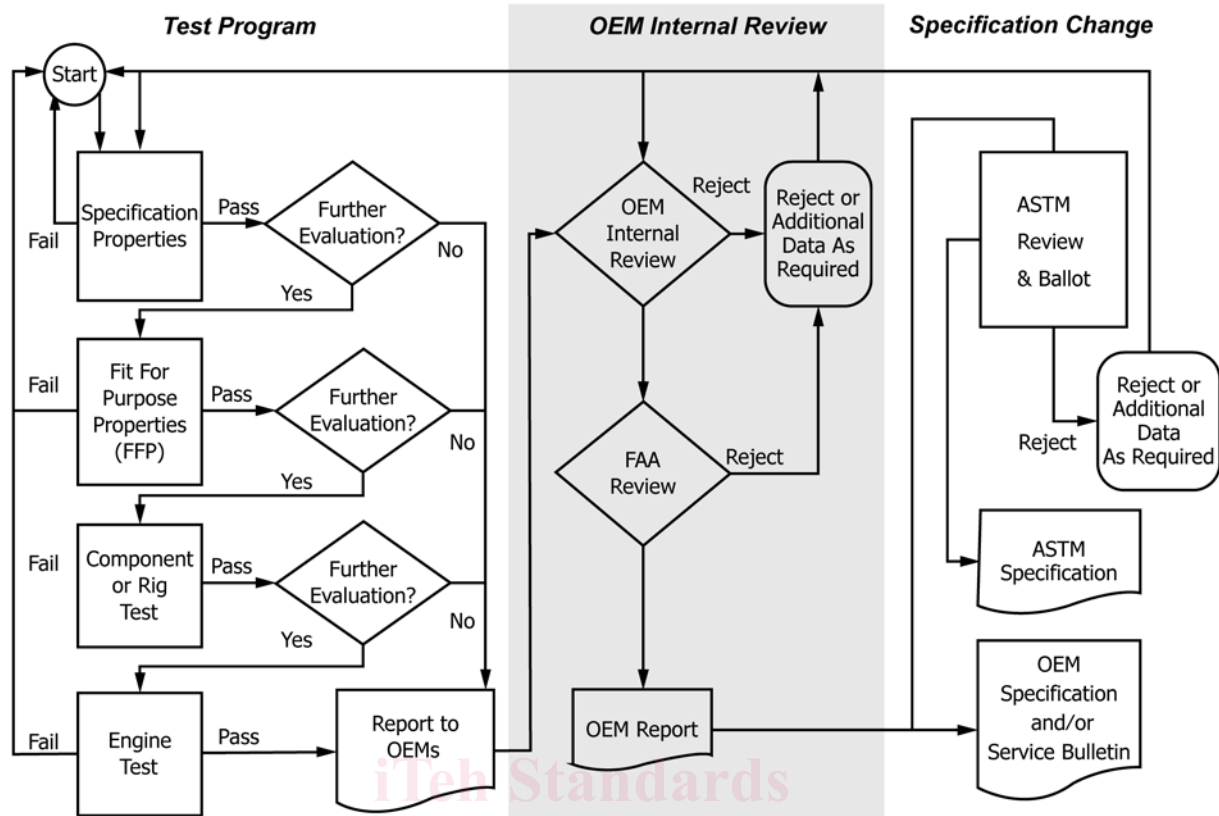 Test Program
OEM Internal Review
Specification Change
Start
Specification
Properties
Pass
Fail
Further
Evaluation?
No
Yes
Fit For
Purpose
Properties
(FFP)
Fail
Pass
Further
Evaluation?
No
Yes
Component
or Rig
Test
Fail
Pass
Further
Evaluation?
No
Yes
Engine
Test
Fail
Pass
Report to
OEMs
OEM
Internal
Review
Reject
Reject or
Additional
Data As
Required
FAA
Review
Reject
OEM Report
ASTM
Review
& Ballot
Reject
Reject or
Additional
Data
As Required
ASTM
Specification
OEM
Specification
and/or
Service Bulletin
iTeh Standards